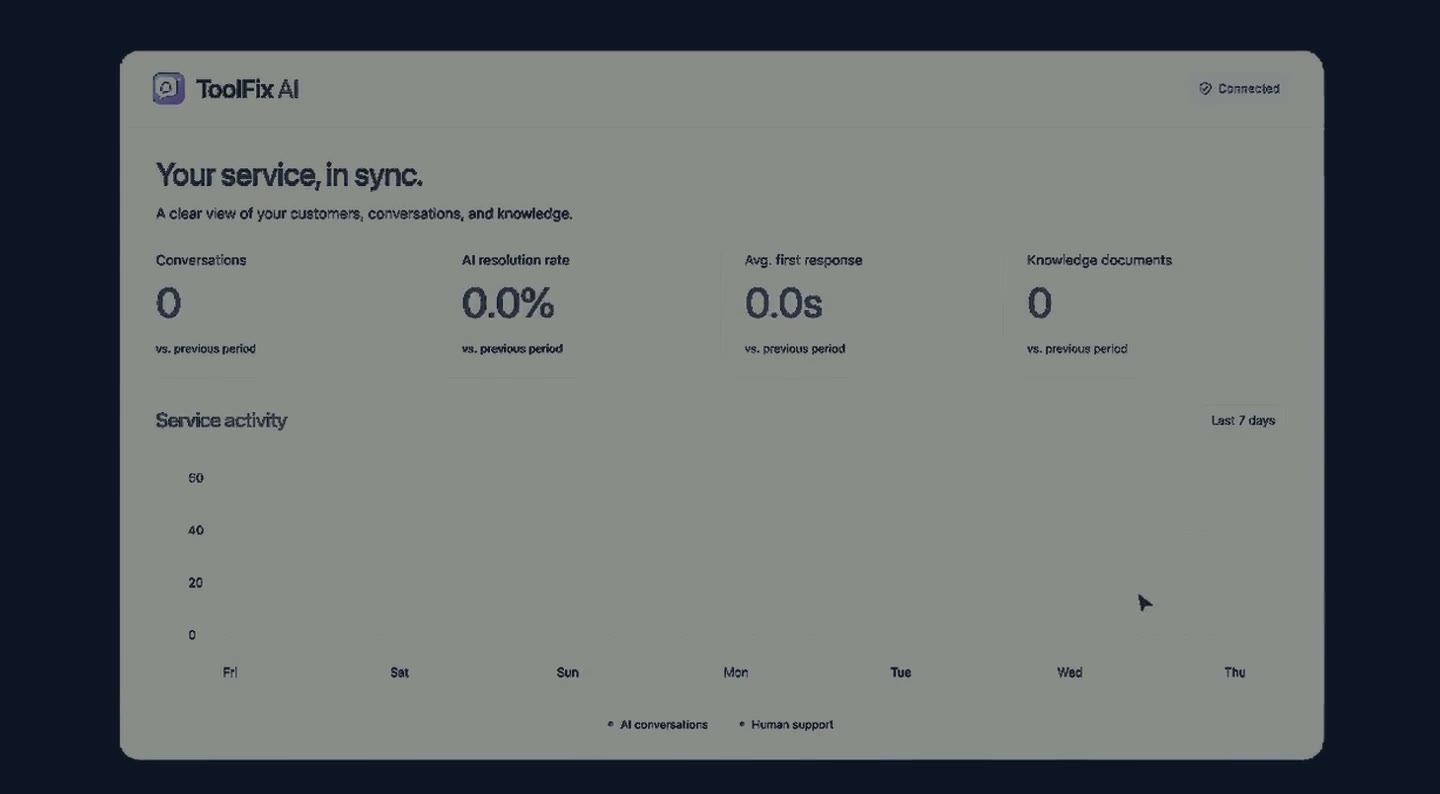 ToolFix AI
Connected
Your service, in sync.
A clear view of your customers, conversations, and knowledge.
Conversations
0
vs. previous period
AI resolution rate
0.0%
vs. previous period
Avg. first response
0.0s
vs. previous period
Knowledge documents
0
vs. previous period
Service activity
Last 7 days
60
40
20
0
Fri Sat Sun Mon Tue Wed Thu
AI conversations Human support